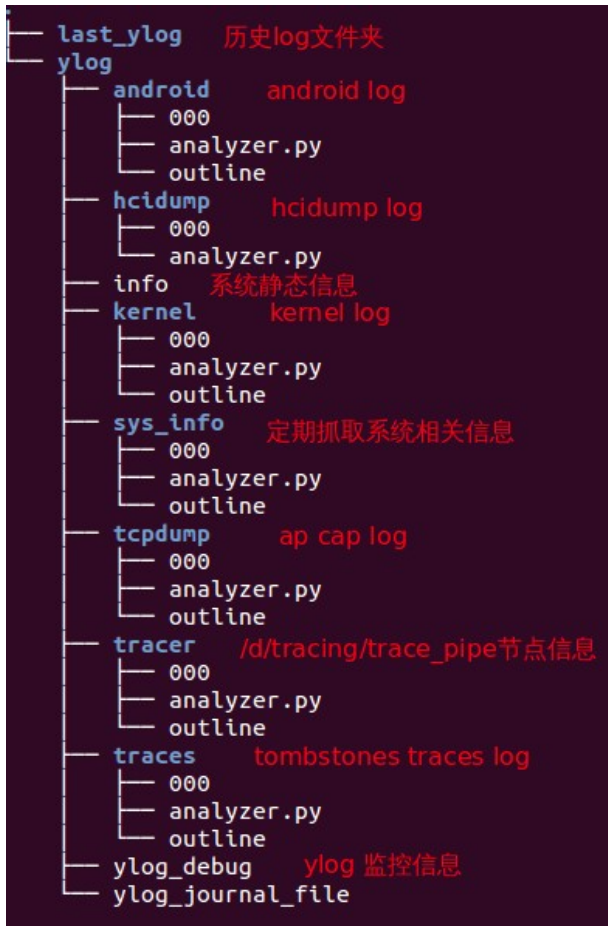 .
├── last_ylog 历史log文件夹
└── ylog
├── android android log
│ ├── 000
│ ├── analyzer.py
│ └── outline
├── hcidump hcidump log
│ ├── 000
│ └── analyzer.py
├── info 系统静态信息
├── kernel kernel log
│ ├── 000
│ ├── analyzer.py
│ └── outline
├── sys_info 定期抓取系统相关信息
│ ├── 000
│ ├── analyzer.py
│ └── outline
├── tcpdump ap cap log
│ ├── 000
│ ├── analyzer.py
│ └── outline
├── tracer /d/tracing/trace_pipe节点信息
│ ├── 000
│ ├── analyzer.py
│ └── outline
├── traces tombstones traces log
│ ├── 000
│ ├── analyzer.py
│ └── outline
├── ylog_debug ylog 监控信息
└── ylog_journal_file